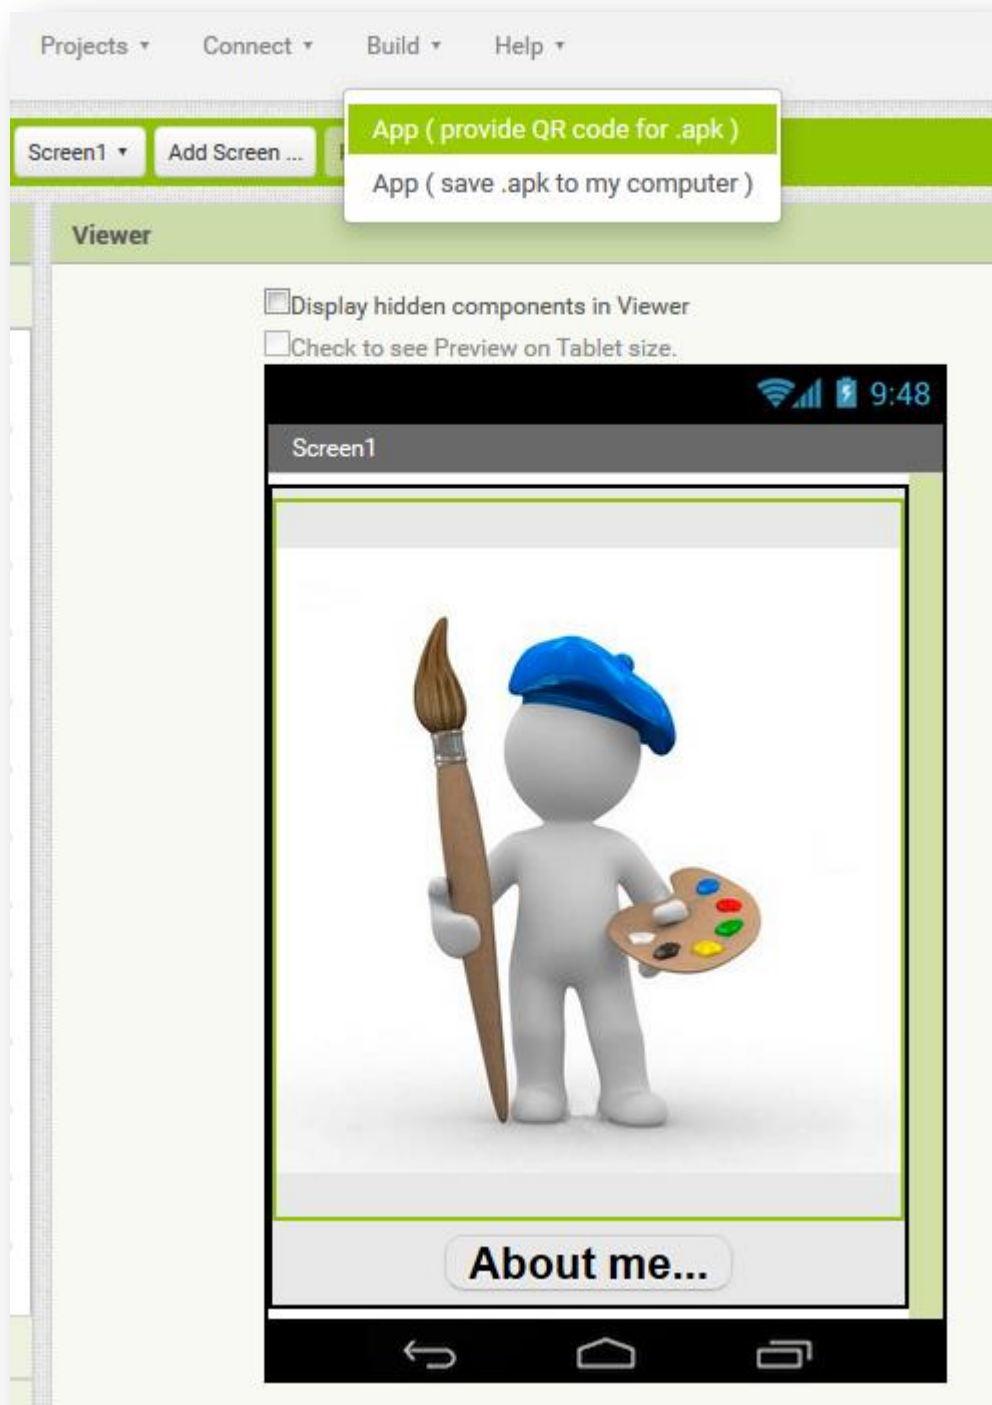 Projects Connect Build Help
App ( provide QR code for .apk )
Screen1 Add Screen ...
App ( save .apk to my computer )
Viewer
Display hidden components in Viewer
Check to see Preview on Tablet size.
9:48
Screen1
About me...